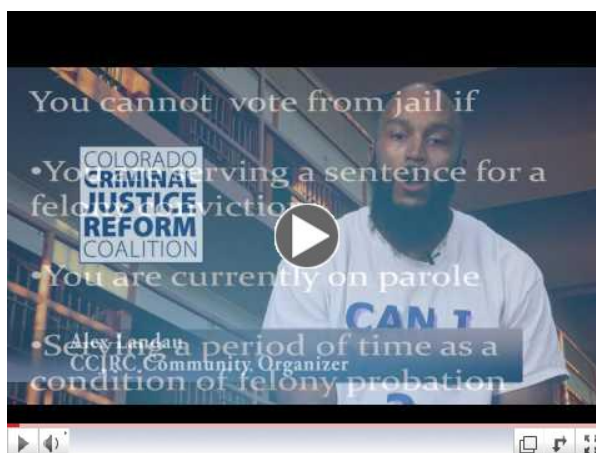 You cannot vote from jail if
•You are serving a sentence for a
felony conviction
•You are currently on parole
•Serving a period of time as a
condition of felony probation
COLORADO
CRIMINAL
JUSTICE
REFORM
COALITION
Alex Landau
CCJRC Community Organizer
CAN I
?